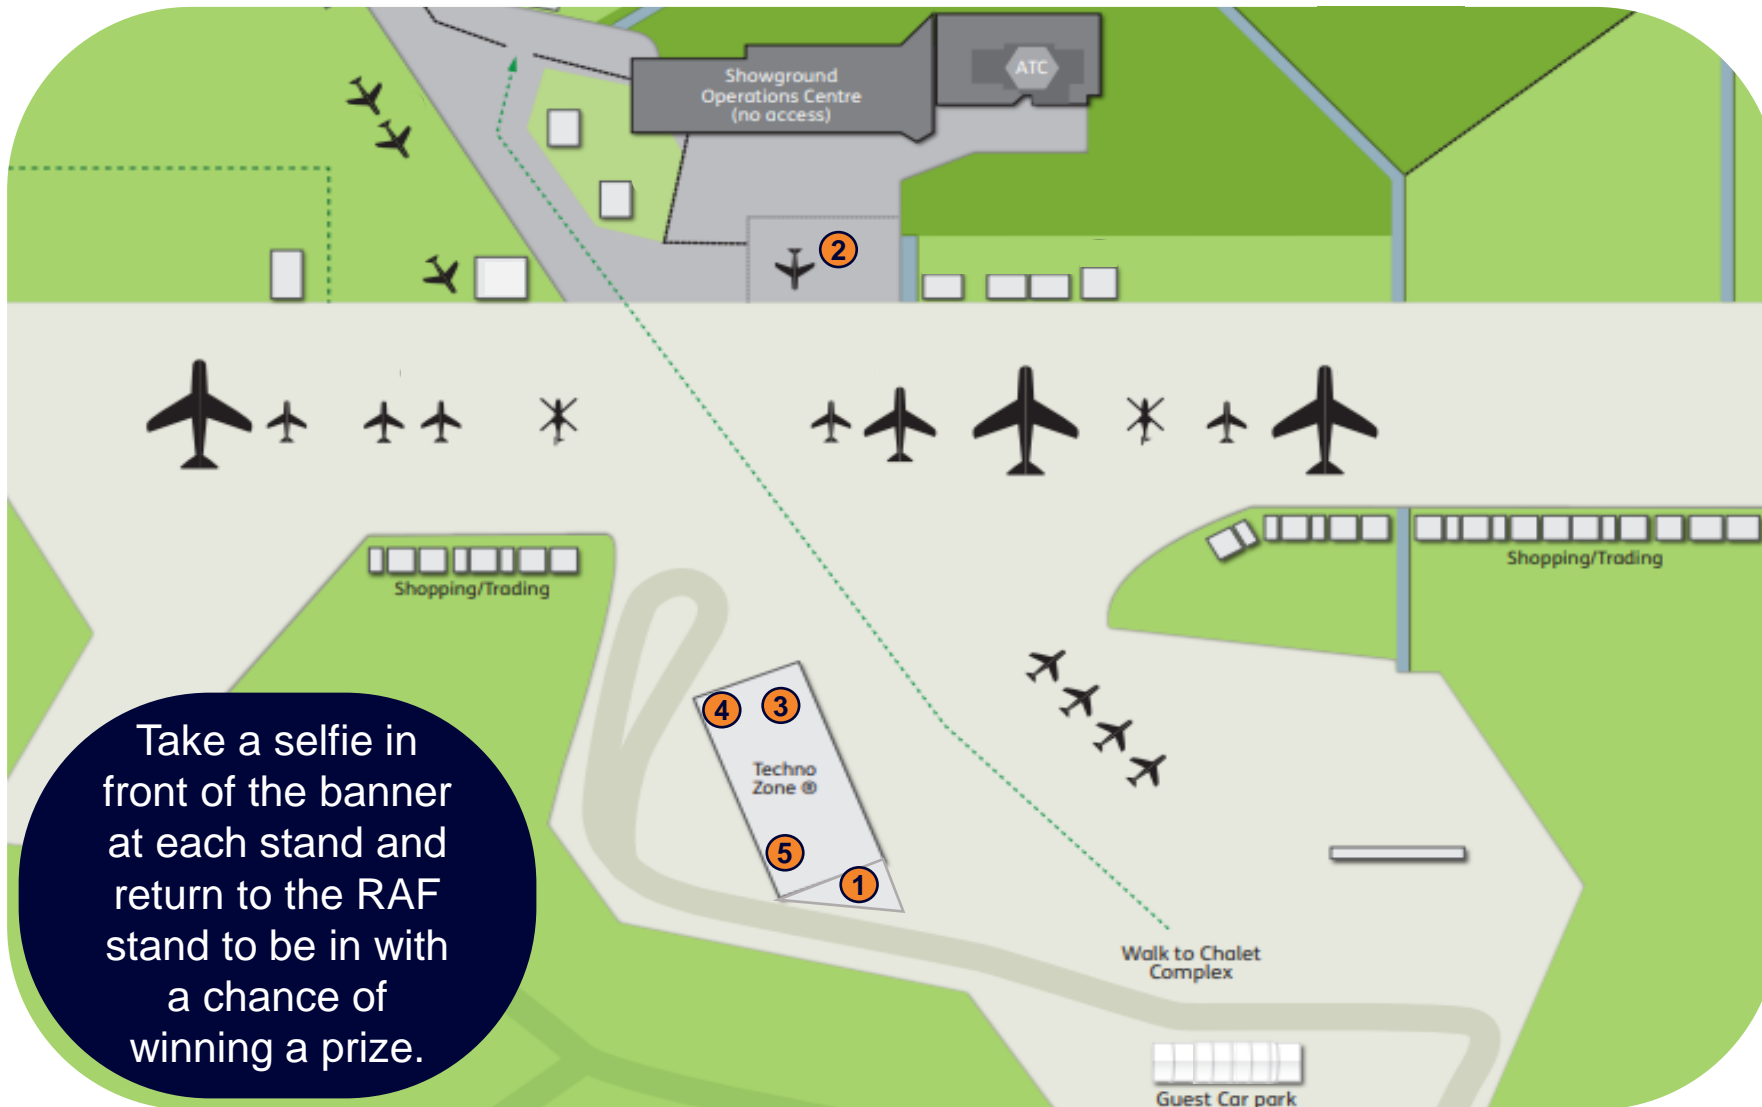 Showground
Operations Centre
(no access)
ATC
2
Shopping/Trading
Shopping/Trading
4
3
Techno
Zone ®
5
1
Take a selfie in
front of the banner
at each stand and
return to the RAF
stand to be in with
a chance of
winning a prize.
Walk to Chalet
Complex
Guest Car park